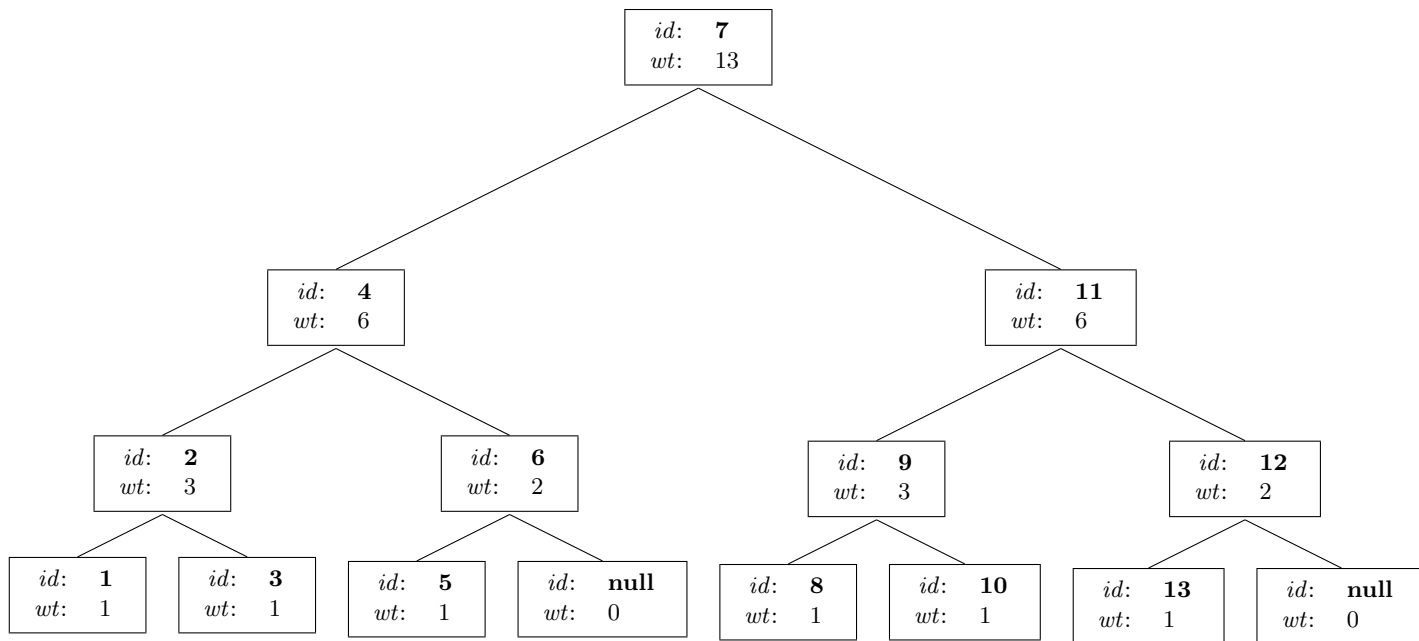 id: 7
wt: 13
id: 4
wt: 6
id: 11
wt: 6
id: 2
wt: 3
id: 6
wt: 2
id: 9
wt: 3
id: 12
wt: 2
id: 1
wt: 1
id: 3
wt: 1
id: 5
wt: 1
id: null
wt: 0
id: 8
wt: 1
id: 10
wt: 1
id: 13
wt: 1
id: null
wt: 0